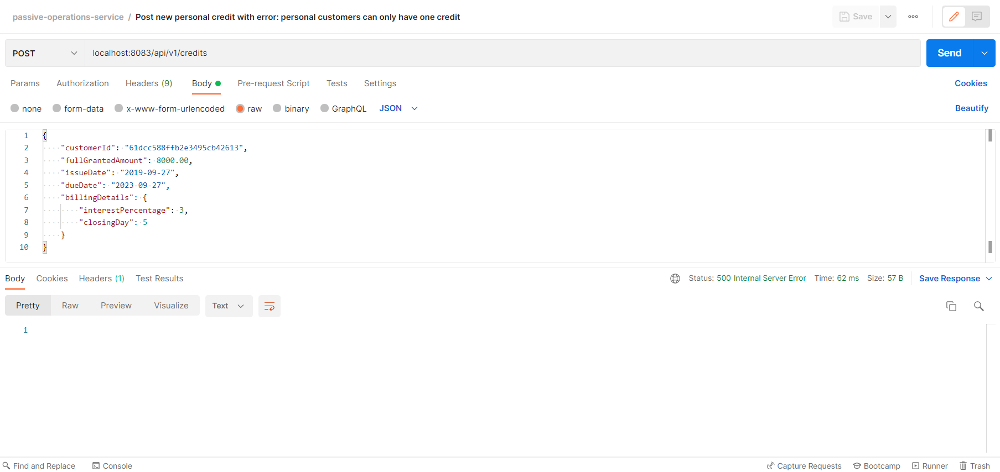 passive-operations-service / Post new personal credit with error: personal customers can only have one credit
Save
POST
localhost:8083/api/v1/credits
Send
Params Authorization Headers (9) Body Pre-request Script Tests Settings Cookies
none form-data x-www-form-urlencoded raw binary GraphQL JSON Beautify
1 {
2 "customerId": "61dcc588ffb2e3495cb42613",
3 "fullGrantedAmount": 8000.00,
4 "issueDate": "2019-09-27",
5 "dueDate": "2023-09-27",
6 "billingDetails": {
7 "interestPercentage": 3,
8 "closingDay": 5
9 }
10 }
Body Cookies Headers (1) Test Results Status: 500 Internal Server Error Time: 62 ms Size: 57 B Save Response
Pretty Raw Preview Visualize Text
1
Find and Replace Console Capture Requests Bootcamp Runner Trash